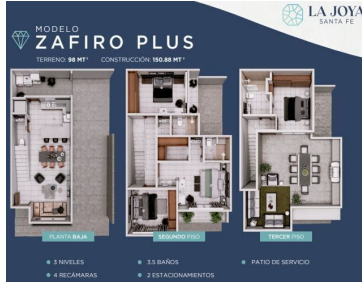 LA JOYA
SANTA FE
MODELO
ZAFIRO PLUS
TERRENO: 98 MT²
CONSTRUCCIÓN: 150.88 MT²
PLANTA BAJA
SEGUNDO PISO
TERCER PISO
3 NIVELES
3.5 BAÑOS
PATIO DE SERVICIO
4 RECÁMARAS
2 ESTACIONAMIENTOS